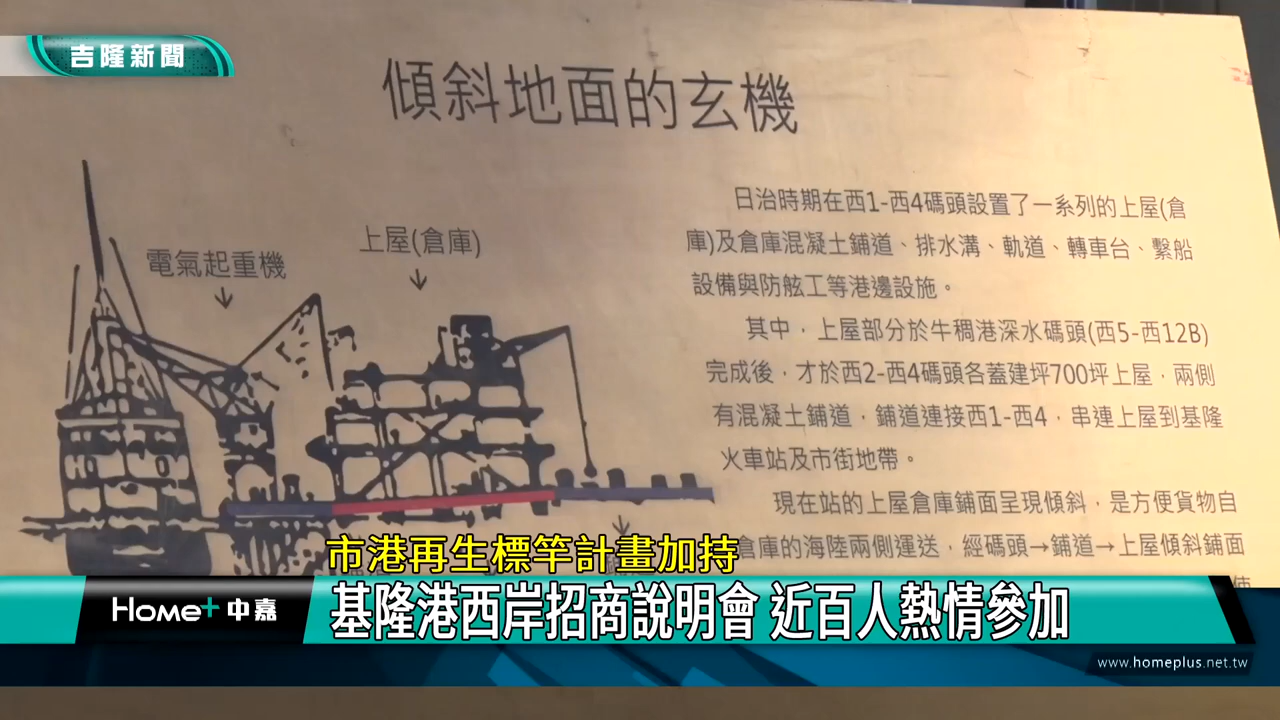 吉隆新聞
傾斜地面的玄機
電氣起重機
上屋(倉庫)
日治時期在西1-西4碼頭設置了一系列的上屋(倉
庫)及倉庫混凝土鋪道、排水溝、軌道、轉車台、繫船
設備與防舷工等港邊設施。
其中，上屋部分於牛稠港深水碼頭(西5-西12B)
完成後，才於西2-西4碼頭各蓋建坪700坪上屋，兩側
有混凝土鋪道，鋪道連接西1-西4，串連上屋到基隆
火車站及市街地帶。
現在站的上屋倉庫鋪面呈現傾斜，是方便貨物自
倉庫的海陸兩側運送，經碼頭→鋪道→上屋傾斜鋪面
使
市港再生標竿計畫加持
Home+中嘉
基隆港西岸招商說明會 近百人熱情參加
www.homeplus.net.tw